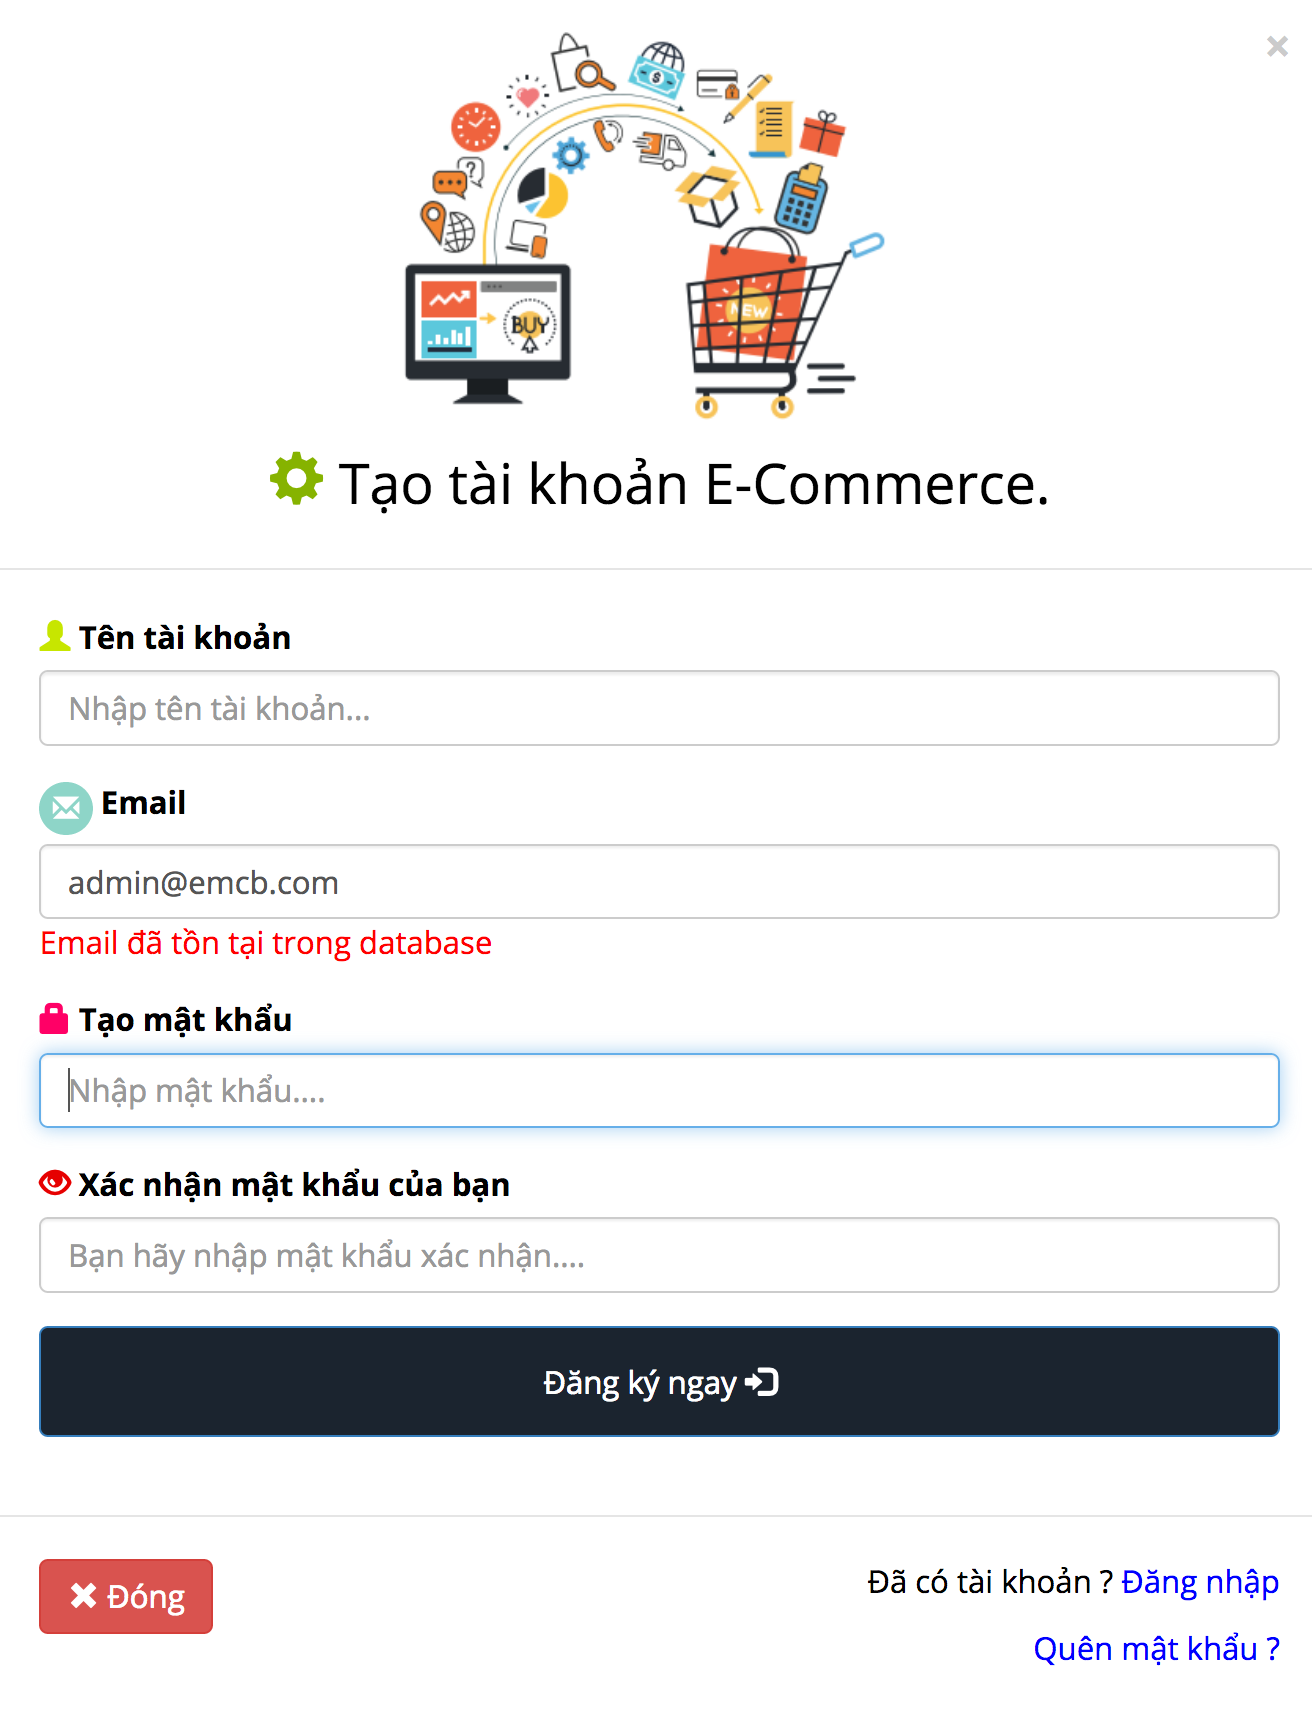 BUY
NEW
Tạo tài khoản E-Commerce.
Tên tài khoản
Nhập tên tài khoản...
Email
admin@emcb.com
Email đã tồn tại trong database
Tạo mật khẩu
Nhập mật khẩu....
Xác nhận mật khẩu của bạn
Bạn hãy nhập mật khẩu xác nhận....
Đăng ký ngay
Đóng
Đã có tài khoản ? Đăng nhập
Quên mật khẩu ?